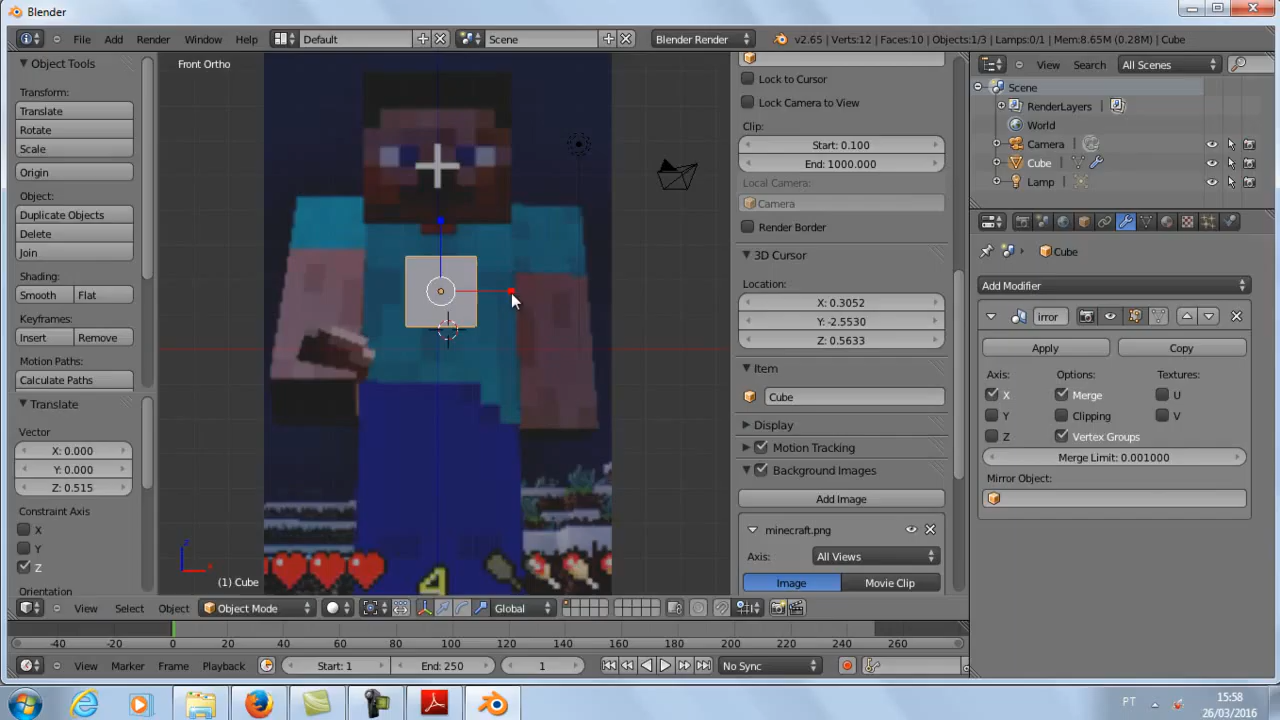 Blender
File Add Render Window Help Default Scene Blender Render v2.65 | Verts:12 | Faces:10 | Objects:1/3 | Lamps:0/1 | Mem:8.65M (0.28M) | Cube
Object Tools
Transform:
Translate
Rotate
Scale
Origin
Object:
Duplicate Objects
Delete
Join
Shading:
Smooth Flat
Keyframes:
Insert Remove
Motion Paths:
Calculate Paths
Translate
Vector
X: 0.000
Y: 0.000
Z: 0.515
Constraint Axis
X
Y
Z
Orientation
Front Ortho
4
(1) Cube
View Select Object Object Mode Global
Lock to Cursor
Lock Camera to View
Clip:
Start: 0.100
End: 1000.000
Local Camera:
Camera
Render Border
3D Cursor
Location:
X: 0.3052
Y: -2.5530
Z: 0.5633
Item
Cube
Display
Motion Tracking
Background Images
Add Image
minecraft.png
Axis: All Views
Image Movie Clip
View Search All Scenes
Scene
RenderLayers
World
Camera
Cube
Lamp
Cube
Add Modifier
irror
Apply Copy
Axis: Options: Textures:
X Merge U
Y Clipping V
Z Vertex Groups
Merge Limit: 0.001000
Mirror Object:
-40 -20 0 20 40 60 80 100 120 140 160 180 200 220 240 260
View Marker Frame Playback Start: 1 End: 250 1 No Sync
PT 15:58
26/03/2016